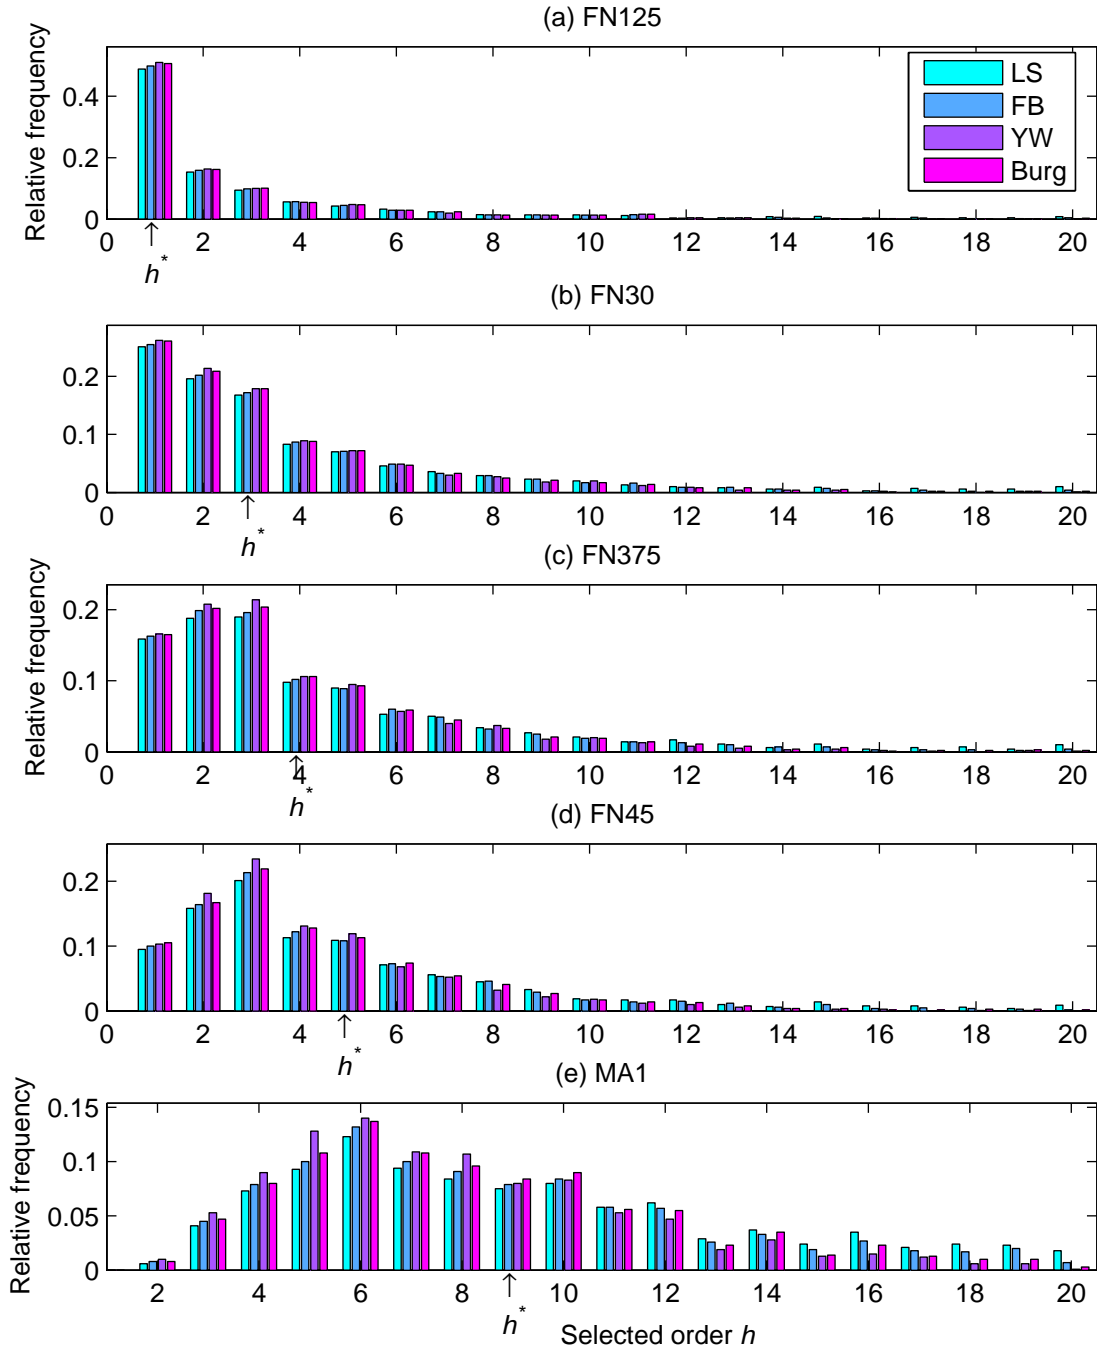 (a) FN125
Relative frequency
0.4
0.2
0
LS
FB
YW
Burg
0 2 4 6 8 10 12 14 16 18 20
h*
(b) FN30
Relative frequency
0.2
0.1
0
0 2 4 6 8 10 12 14 16 18 20
h*
(c) FN375
Relative frequency
0.2
0.1
0
0 2 4 6 8 10 12 14 16 18 20
h*
(d) FN45
Relative frequency
0.2
0.1
0
0 2 4 6 8 10 12 14 16 18 20
h*
(e) MA1
Relative frequency
0.15
0.1
0.05
0
2 4 6 8 10 12 14 16 18 20
h*
Selected order h